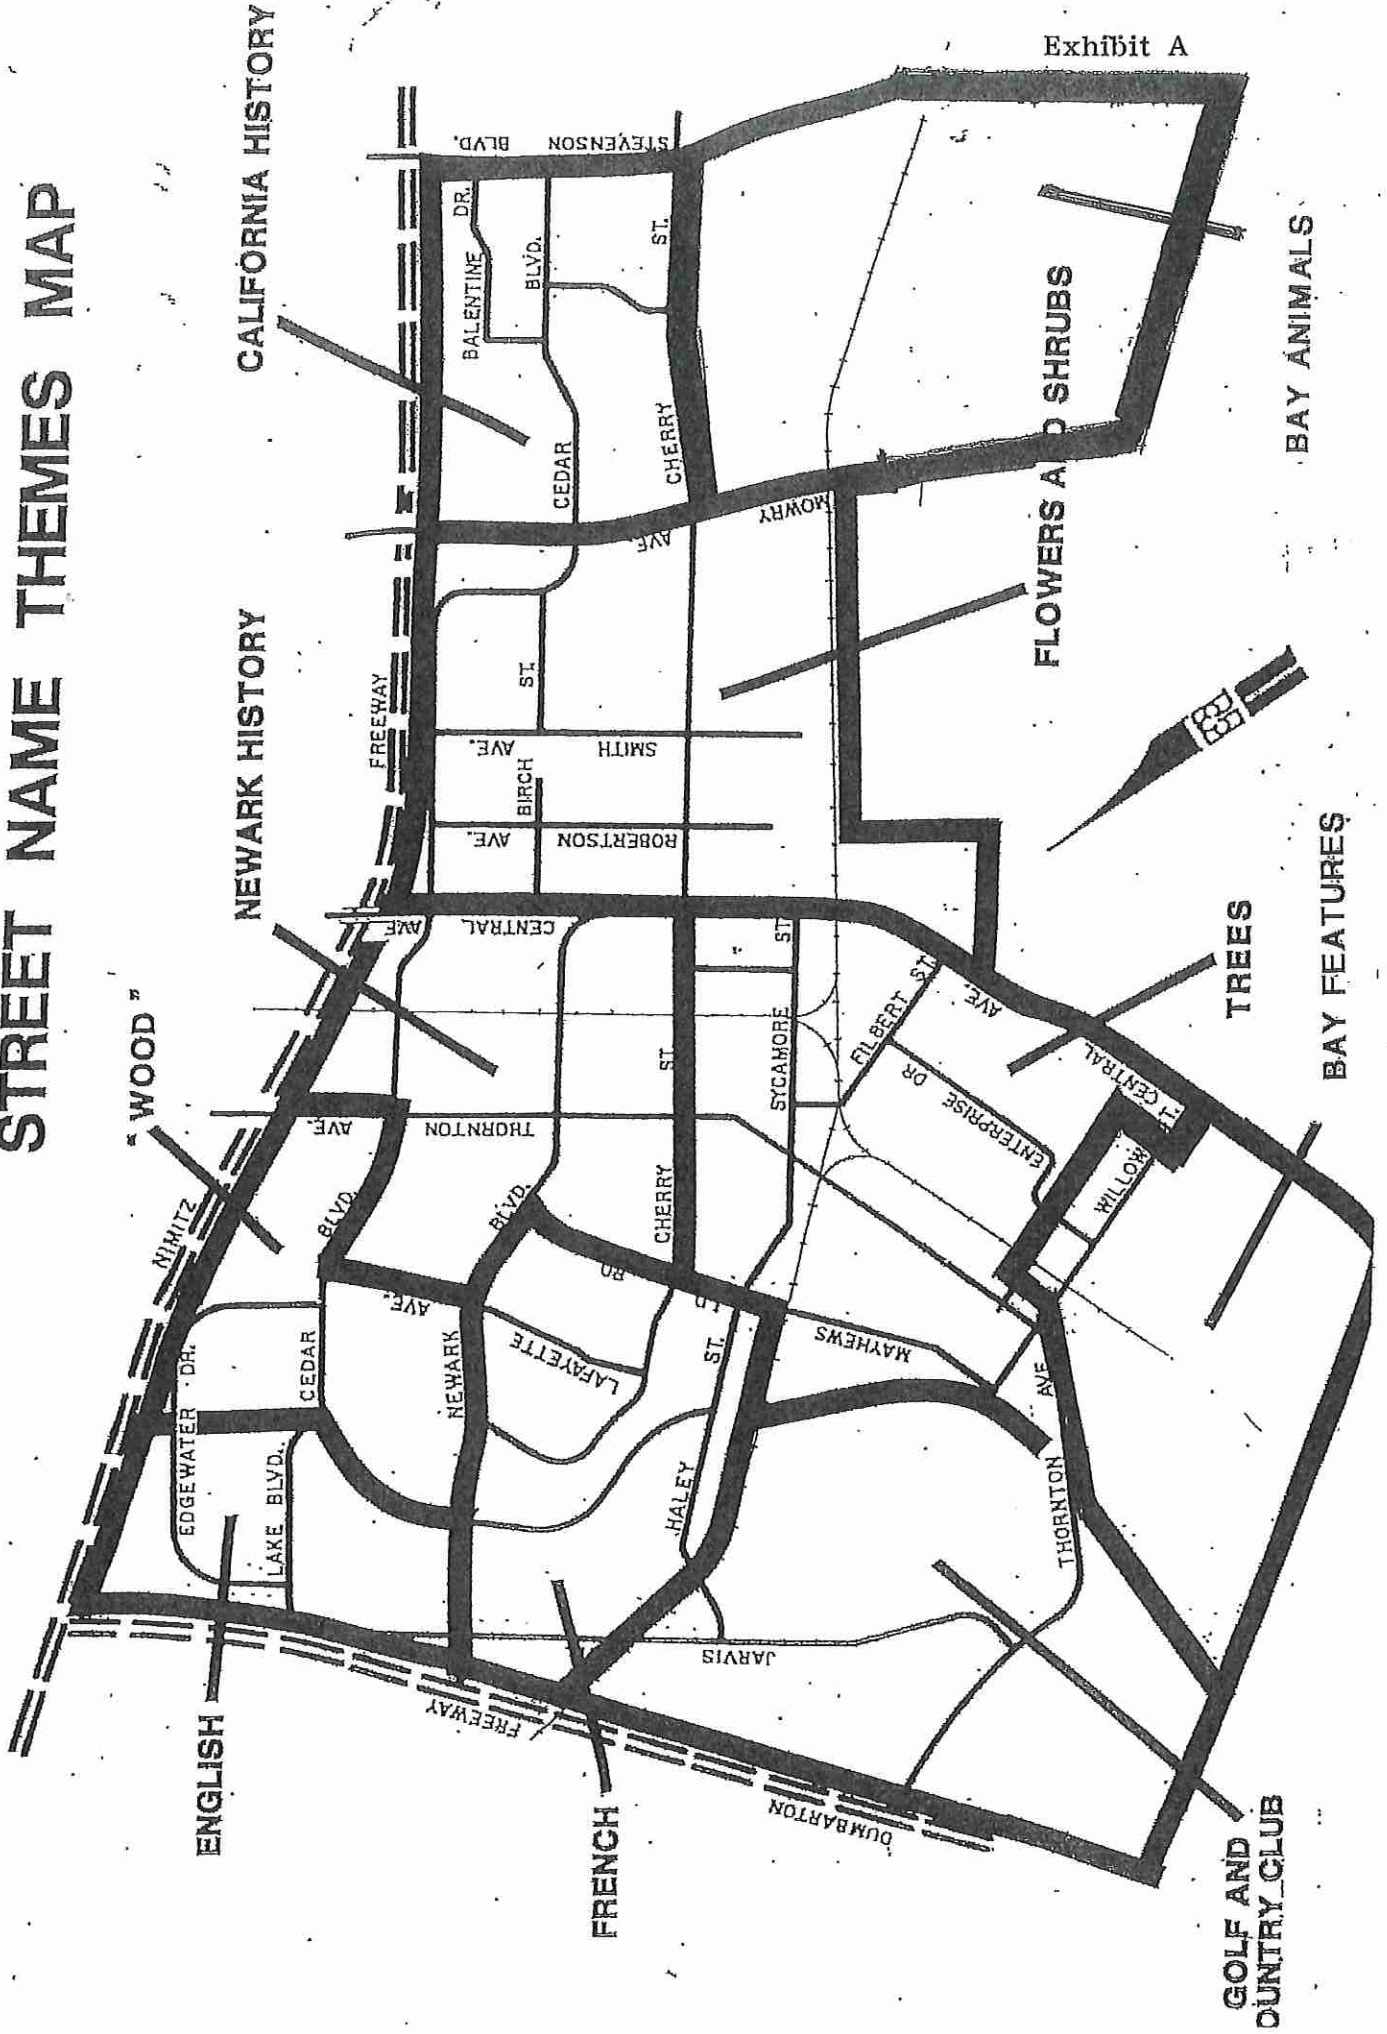 Exhibit A
STREET NAME THEMES MAP
"WOOD"
NEWARK HISTORY
CALIFORNIA HISTORY
ENGLISH
FRENCH
GOLF AND
OUNTRY CLUB
BAY FEATURES
TREES
FLOWERS A D SHRUBS
BAY ANIMALS
NIMITZ
FREEWAY
DUMBARTON
FREEWAY
EDGEWATER DR.
LAKE BLVD.
CEDAR
BLVD.
NEWARK
BLVD.
AVE.
LAFAYETTE
HALEY
ST.
JARVIS
MAYHEWS
LD
RD
THORNTON
AVE
THORNTON
AVE.
CHERRY
ST.
SYCAMORE
ST.
FILBERT ST.
ENTERPRISE
DR
WILLOW
CENTRAL
AVE.
CENTRAL
AVE
ROBERTSON
AVE.
BIRCH
ST.
SMITH
AVE.
MOWRY
AVE.
CEDAR
BLVD.
CHERRY
ST.
BALENTINE
DR.
STEVENSON
BLVD.